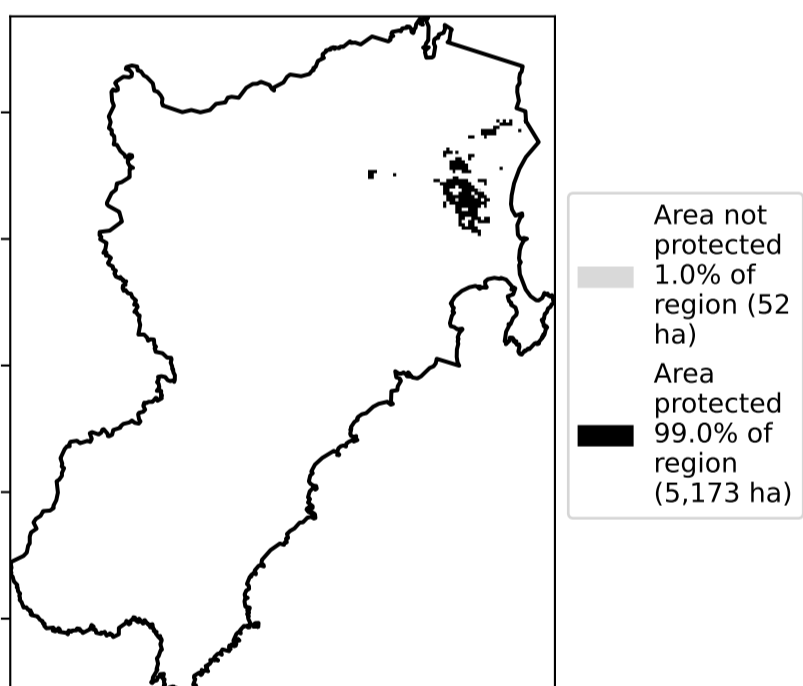 Area not
protected
1.0% of
region (52
ha)
Area
protected
99.0% of
region
(5,173 ha)